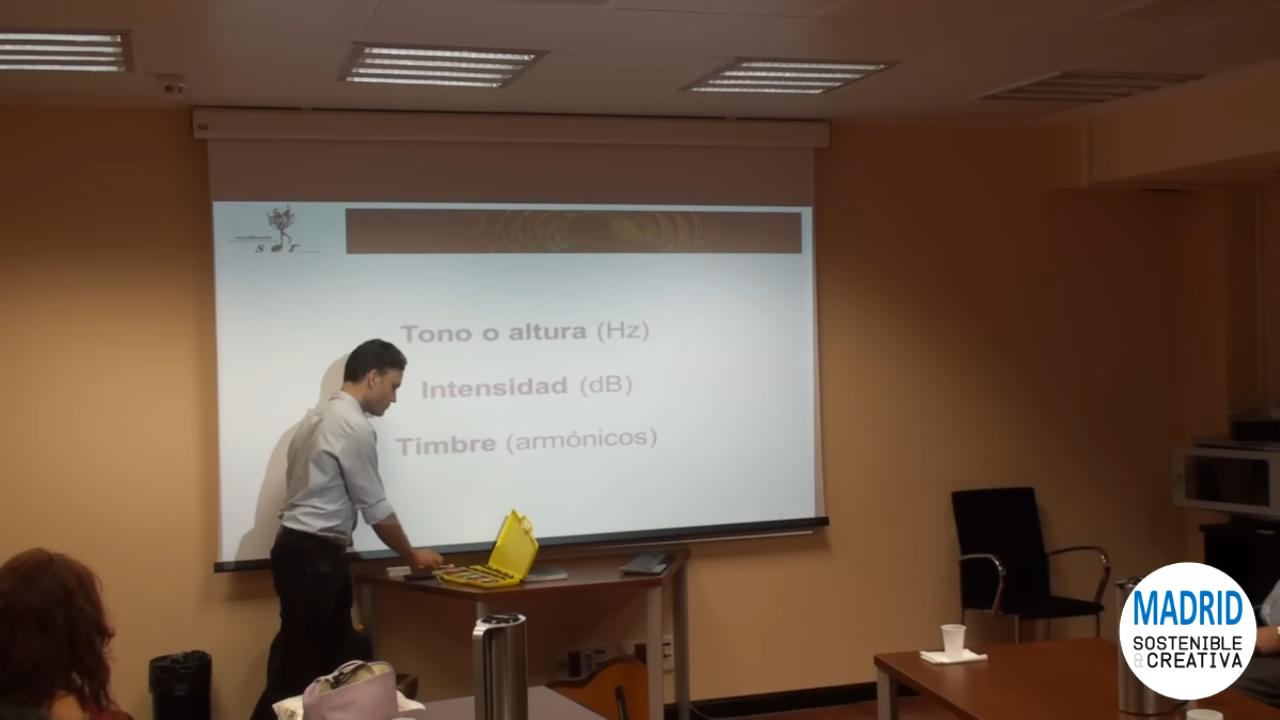 s r
Tono o altura (Hz)
Intensidad (dB)
Timbre (armónicos)
MADRID
SOSTENIBLE
CREATIVA